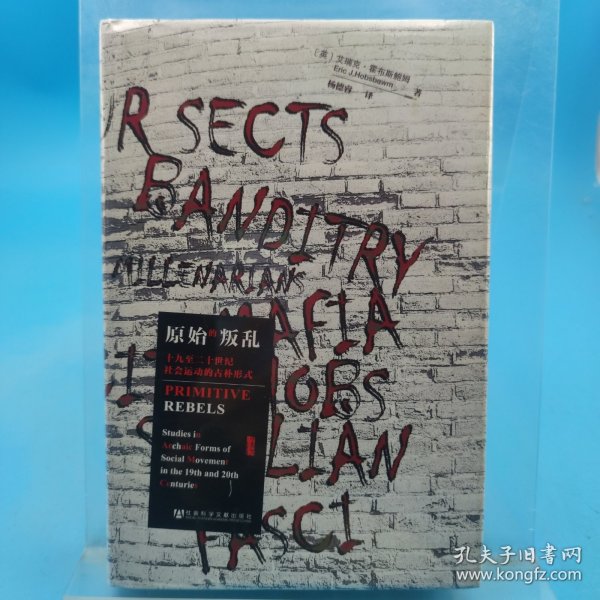 [英] 艾瑞克·霍布斯鲍姆
Eric J.Hobsbawm 著
杨德睿 译
R SECTS
BANDITRY
MILLENARIANS
MAFIA
MOBS
LIAN
FASCI
原始的叛乱
十九至二十世纪
社会运动的古朴形式
PRIMITIVE
REBELS
Studies in
Archaic Forms of
Social Movement
in the 19th and 20th
Centuries
社会科学文献出版社
孔夫子旧书网
www.kongfz.com